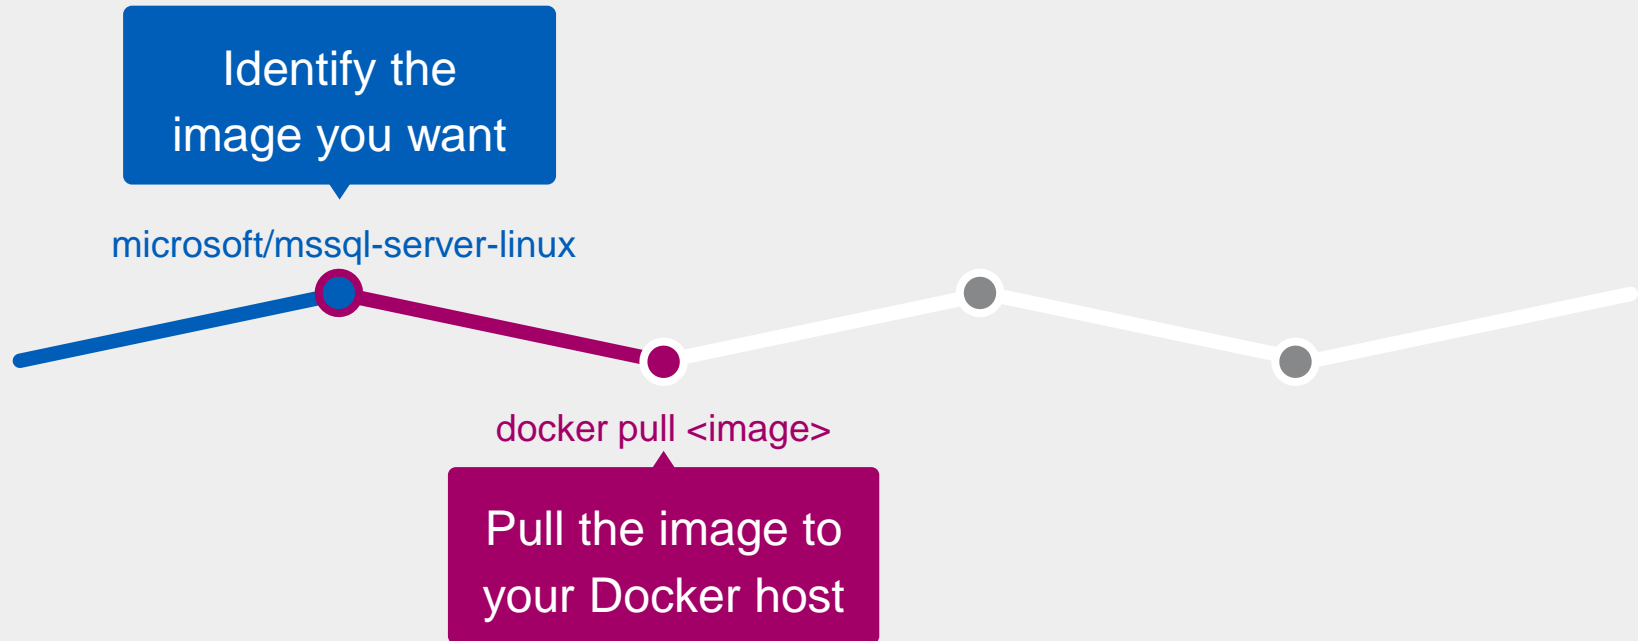 Identify the
image you want
microsoft/mssql-server-linux
docker pull <image>
Pull the image to
your Docker host